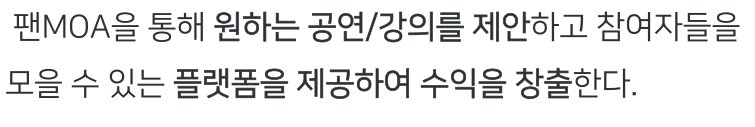 팬MOA을 통해 원하는 공연/강의를 제안하고 참여자들을
모을 수 있는 플랫폼을 제공하여 수익을 창출한다.